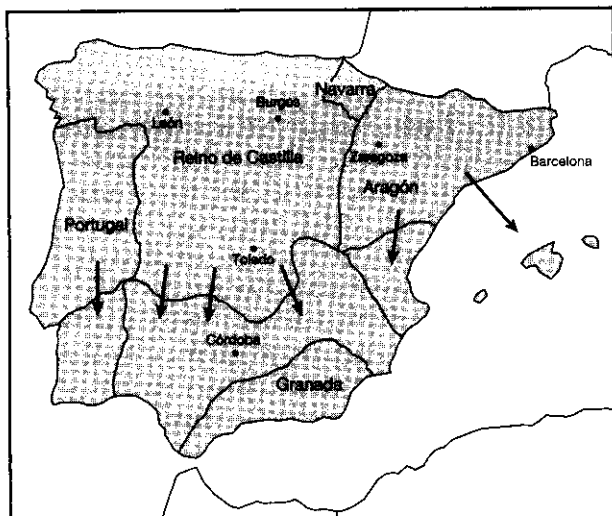 Navarra
Burgos
León
Reino de Castilla
Zaragoza
Barcelona
Aragón
Portugal
Toledo
Córdoba
Granada